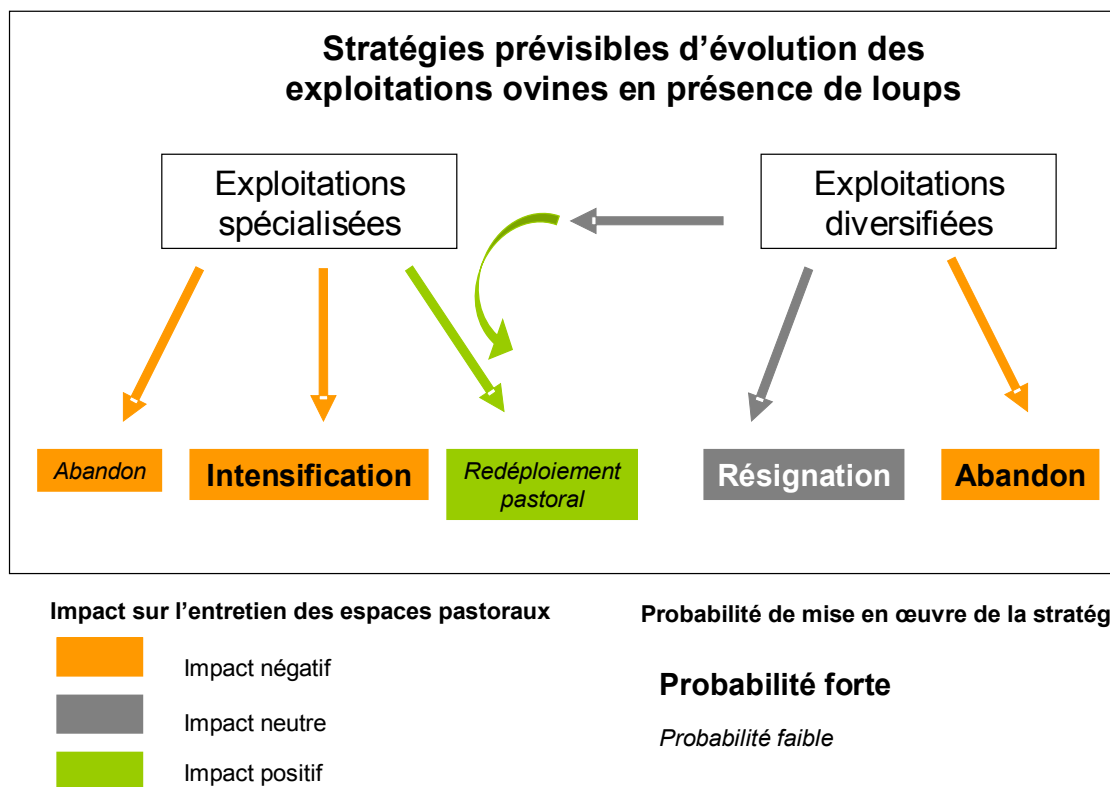 Stratégies prévisibles d'évolution des
exploitations ovines en présence de loups
Exploitations
spécialisées
Exploitations
diversifiées
Abandon
Intensification
Redéploiement
pastoral
Résignation
Abandon
Impact sur l'entretien des espaces pastoraux
Impact négatif
Impact neutre
Impact positif
Probabilité de mise en œuvre de la stratég
Probabilité forte
Probabilité faible